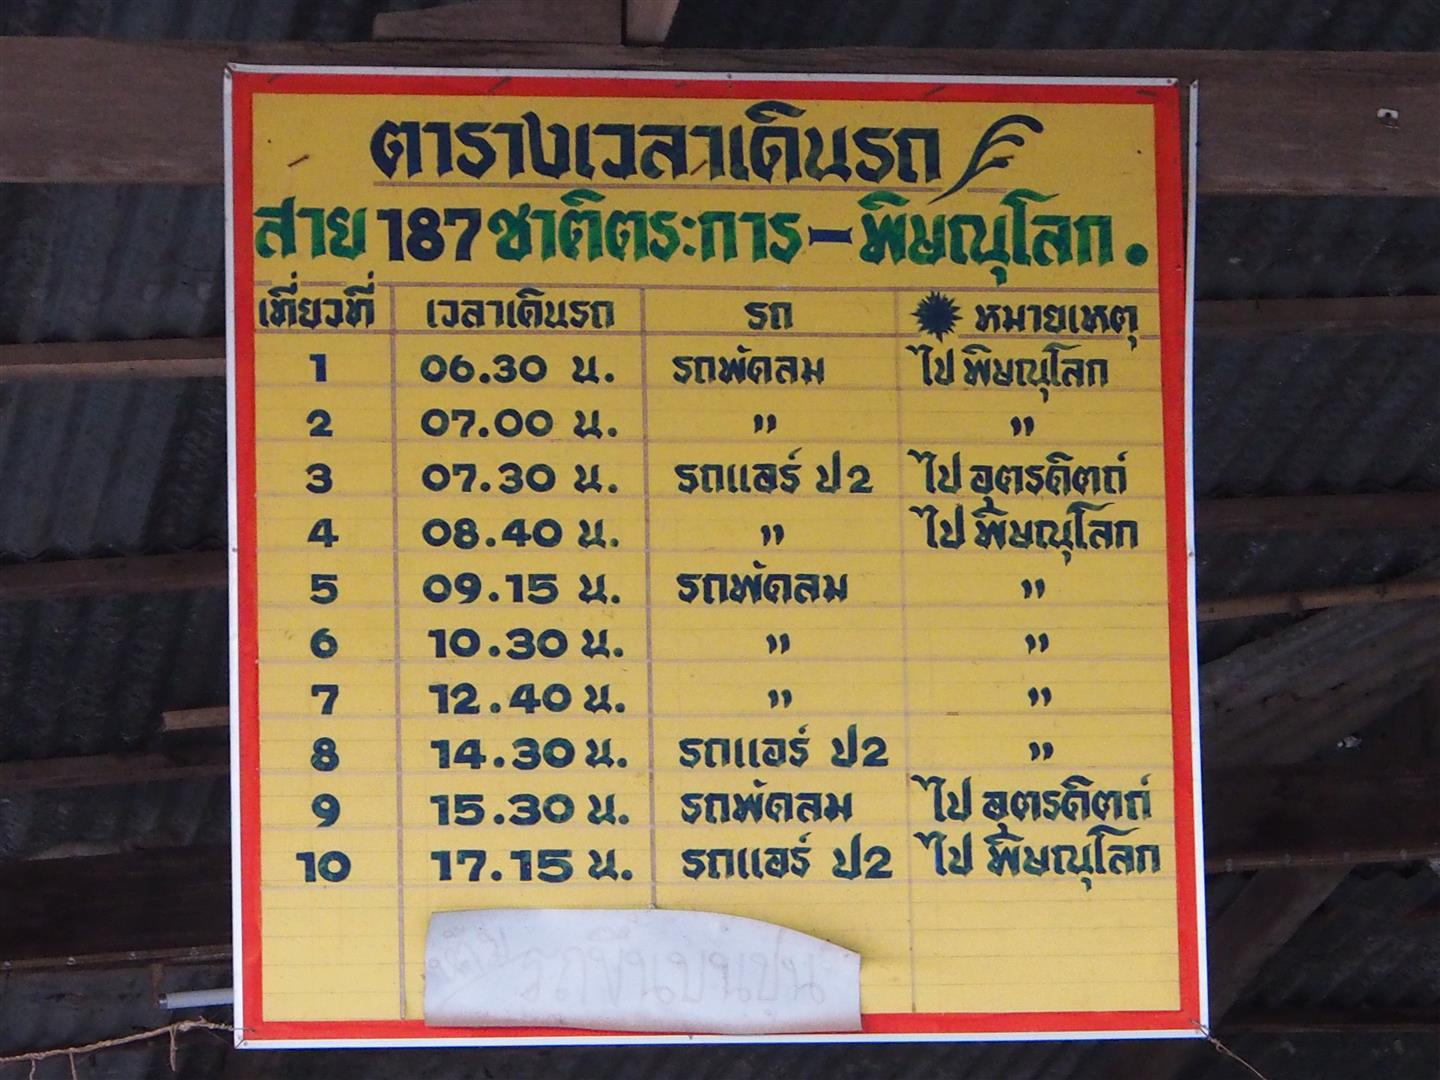 ตารางเวลาเดินรถ
สาย 187 ชาติตระการ - พิษณุโลก.
เที่ยวที่ เวลาเดินรถ รถ หมายเหตุ
1 06.30 น. รถพัดลม ไป พิษณุโลก
2 07.00 น. " "
3 07.30 น. รถแอร์ ป2 ไป อุตรดิตถ์
4 08.40 น. " ไป พิษณุโลก
5 09.15 น. รถพัดลม "
6 10.30 น. " "
7 12.40 น. " "
8 14.30 น. รถแอร์ ป2 "
9 15.30 น. รถพัดลม ไป อุตรดิตถ์
10 17.15 น. รถแอร์ ป2 ไป พิษณุโลก